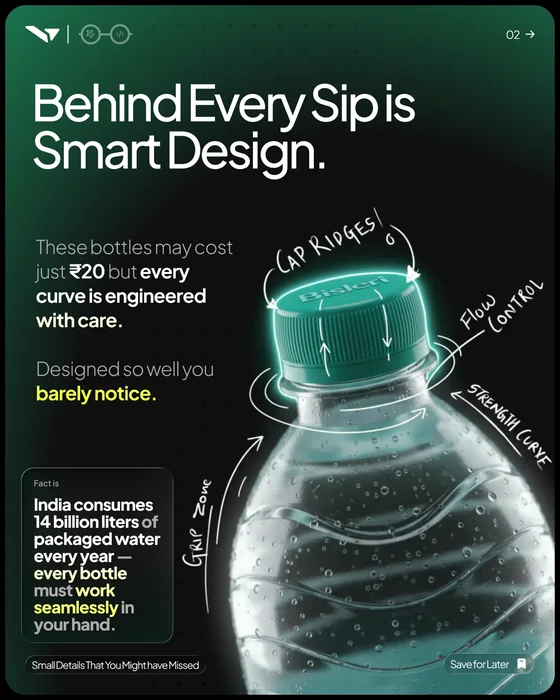 02 →
Behind Every Sip is
Smart Design.
These bottles may cost
just ₹20 but every
curve is engineered
with care.
Designed so well you
barely notice.
CAP RIDGES!
Bisleri
FLOW
CONTROL
STRENGTH CURVE
GRIP ZONE
Fact is
India consumes
14 billion liters of
packaged water
every year —
every bottle
must work
seamlessly in
your hand.
Small Details That You Might have Missed
Save for Later